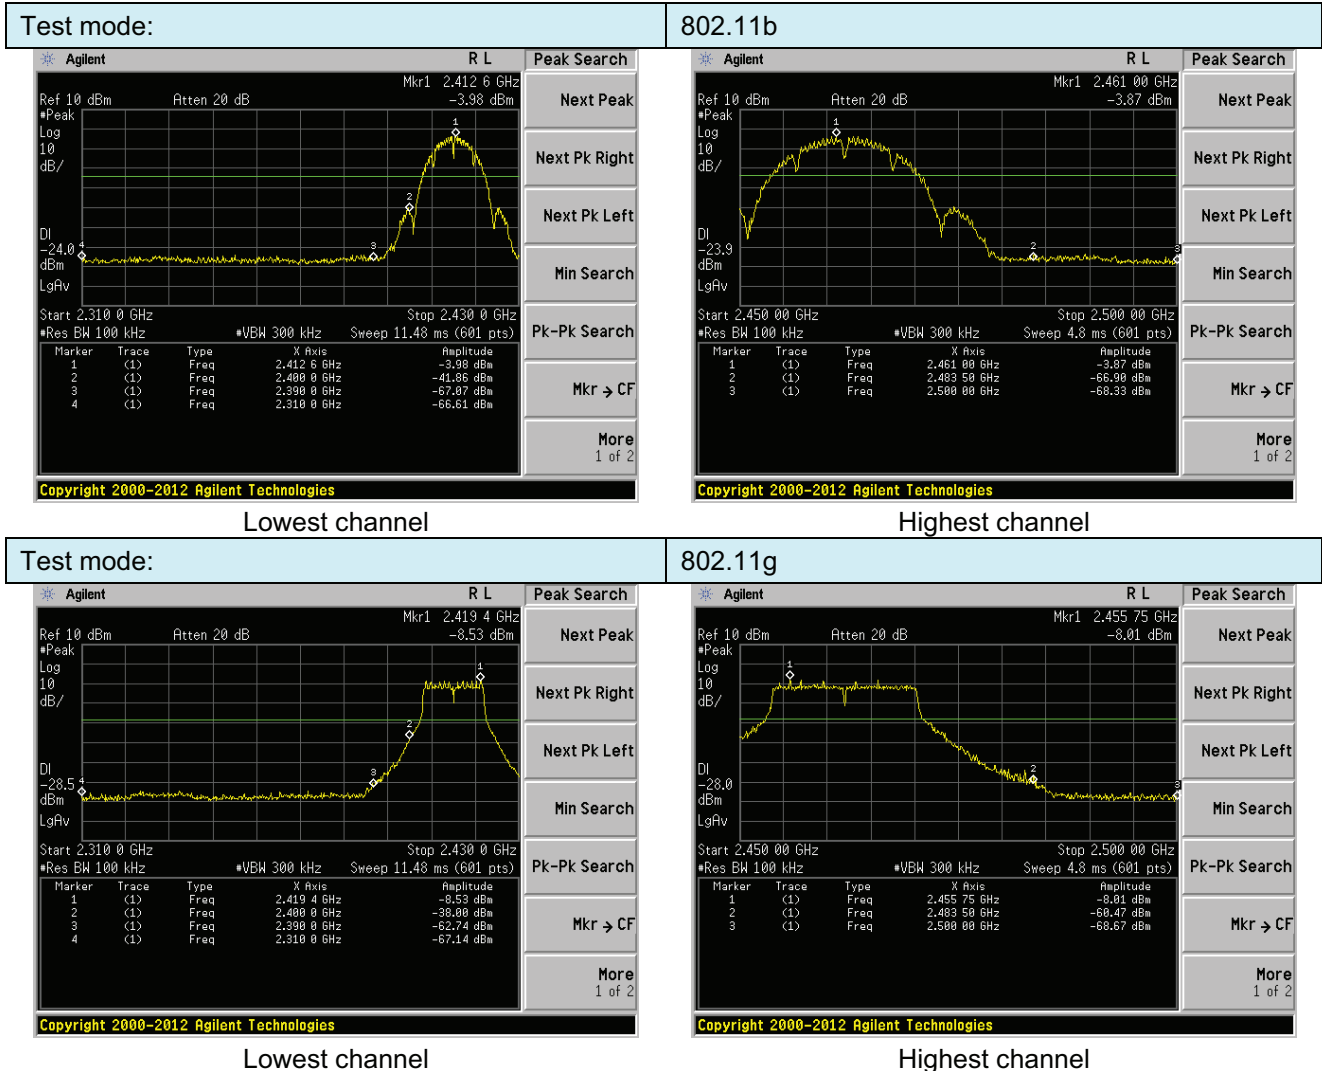 Test mode: 802.11b
Agilent R L Peak Search
Mkr1 2.412 6 GHz
Ref 10 dBm Atten 20 dB -3.98 dBm
#Peak
Log
10
dB/
1
2
3
4
DI
-24.0
dBm
LgAv
Start 2.310 0 GHz Stop 2.430 0 GHz
#Res BW 100 kHz #VBW 300 kHz Sweep 11.48 ms (601 pts)
Marker Trace Type X Axis Amplitude
1 (1) Freq 2.412 6 GHz -3.98 dBm
2 (1) Freq 2.400 0 GHz -41.86 dBm
3 (1) Freq 2.390 0 GHz -67.07 dBm
4 (1) Freq 2.310 0 GHz -66.61 dBm
Next Peak
Next Pk Right
Next Pk Left
Min Search
Pk-Pk Search
Mkr → CF
More
1 of 2
Copyright 2000-2012 Agilent Technologies
Lowest channel
Agilent R L Peak Search
Mkr1 2.461 00 GHz
Ref 10 dBm Atten 20 dB -3.87 dBm
#Peak
Log
10
dB/
1
2
3
DI
-23.9
dBm
LgAv
Start 2.450 00 GHz Stop 2.500 00 GHz
#Res BW 100 kHz #VBW 300 kHz Sweep 4.8 ms (601 pts)
Marker Trace Type X Axis Amplitude
1 (1) Freq 2.461 00 GHz -3.87 dBm
2 (1) Freq 2.483 50 GHz -66.90 dBm
3 (1) Freq 2.500 00 GHz -68.33 dBm
Next Peak
Next Pk Right
Next Pk Left
Min Search
Pk-Pk Search
Mkr → CF
More
1 of 2
Copyright 2000-2012 Agilent Technologies
Highest channel
Test mode: 802.11g
Agilent R L Peak Search
Mkr1 2.419 4 GHz
Ref 10 dBm Atten 20 dB -8.53 dBm
#Peak
Log
10
dB/
1
2
3
4
DI
-28.5
dBm
LgAv
Start 2.310 0 GHz Stop 2.430 0 GHz
#Res BW 100 kHz #VBW 300 kHz Sweep 11.48 ms (601 pts)
Marker Trace Type X Axis Amplitude
1 (1) Freq 2.419 4 GHz -8.53 dBm
2 (1) Freq 2.400 0 GHz -38.00 dBm
3 (1) Freq 2.390 0 GHz -62.74 dBm
4 (1) Freq 2.310 0 GHz -67.14 dBm
Next Peak
Next Pk Right
Next Pk Left
Min Search
Pk-Pk Search
Mkr → CF
More
1 of 2
Copyright 2000-2012 Agilent Technologies
Lowest channel
Agilent R L Peak Search
Mkr1 2.455 75 GHz
Ref 10 dBm Atten 20 dB -8.01 dBm
#Peak
Log
10
dB/
1
2
3
DI
-28.0
dBm
LgAv
Start 2.450 00 GHz Stop 2.500 00 GHz
#Res BW 100 kHz #VBW 300 kHz Sweep 4.8 ms (601 pts)
Marker Trace Type X Axis Amplitude
1 (1) Freq 2.455 75 GHz -8.01 dBm
2 (1) Freq 2.483 50 GHz -60.47 dBm
3 (1) Freq 2.500 00 GHz -68.67 dBm
Next Peak
Next Pk Right
Next Pk Left
Min Search
Pk-Pk Search
Mkr → CF
More
1 of 2
Copyright 2000-2012 Agilent Technologies
Highest channel